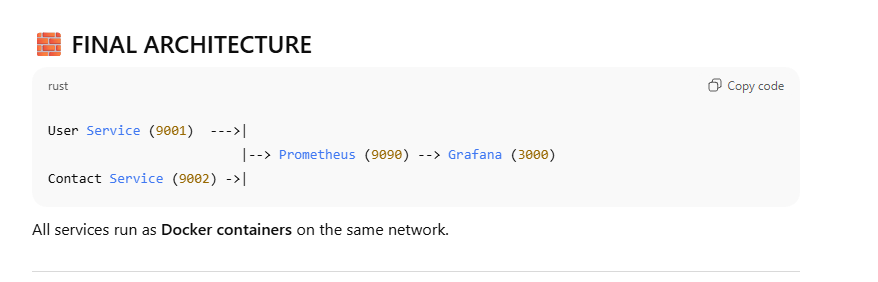 🧱 FINAL ARCHITECTURE
rust
Copy code
User Service (9001)  --->|
                         |--> Prometheus (9090) --> Grafana (3000)
Contact Service (9002) ->|
All services run as Docker containers on the same network.